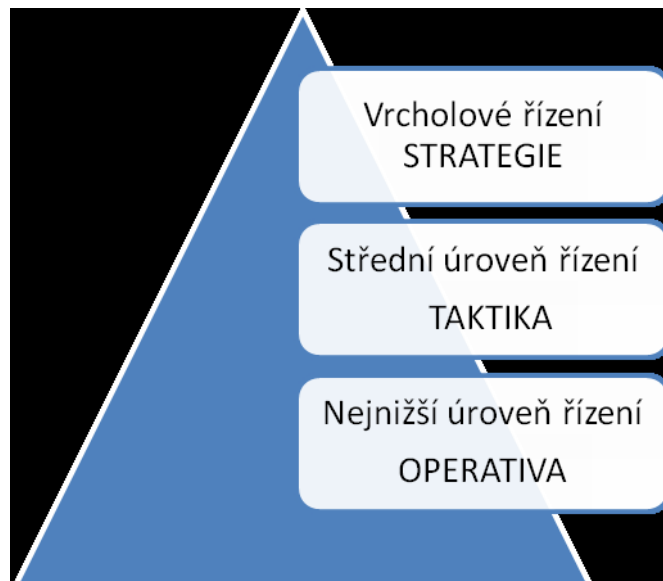 Vrcholové řízení
STRATEGIE
Střední úroveň řízení
TAKTIKA
Nejnižší úroveň řízení
OPERATIVA